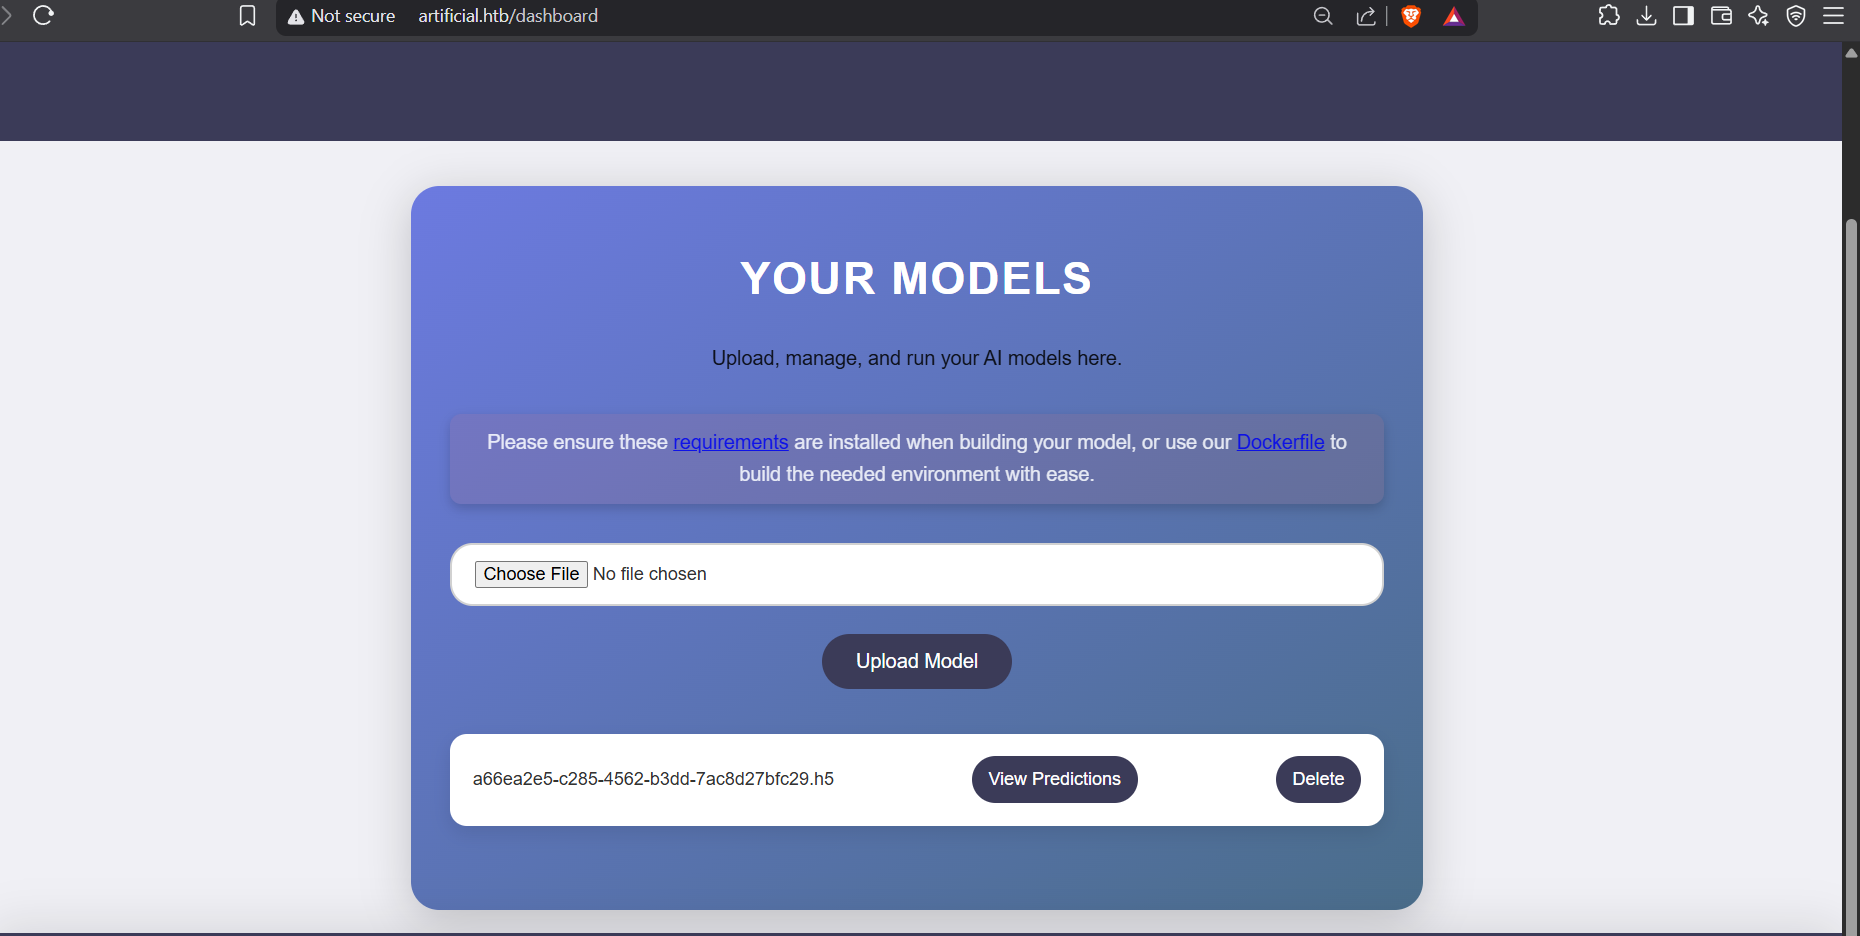 Not secure artificial.htb/dashboard
YOUR MODELS
Upload, manage, and run your AI models here.
Please ensure these requirements are installed when building your model, or use our Dockerfile to
build the needed environment with ease.
Choose File No file chosen
Upload Model
a66ea2e5-c285-4562-b3dd-7ac8d27bfc29.h5 View Predictions Delete